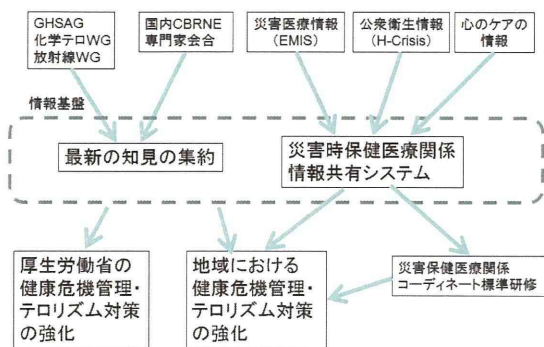 GHSAG
化学テロWG
放射線WG
国内CBRNE
専門家会合
災害医療情報
(EMIS)
公衆衛生情報
(H-Crisis)
心のケアの
情報
情報基盤
最新の知見の集約
災害時保健医療関係
情報共有システム
厚生労働省の
健康危機管理・
テロリズム対策
の強化
地域における
健康危機管理・
テロリズム対策
の強化
災害保健医療関係
コーディネート標準研修